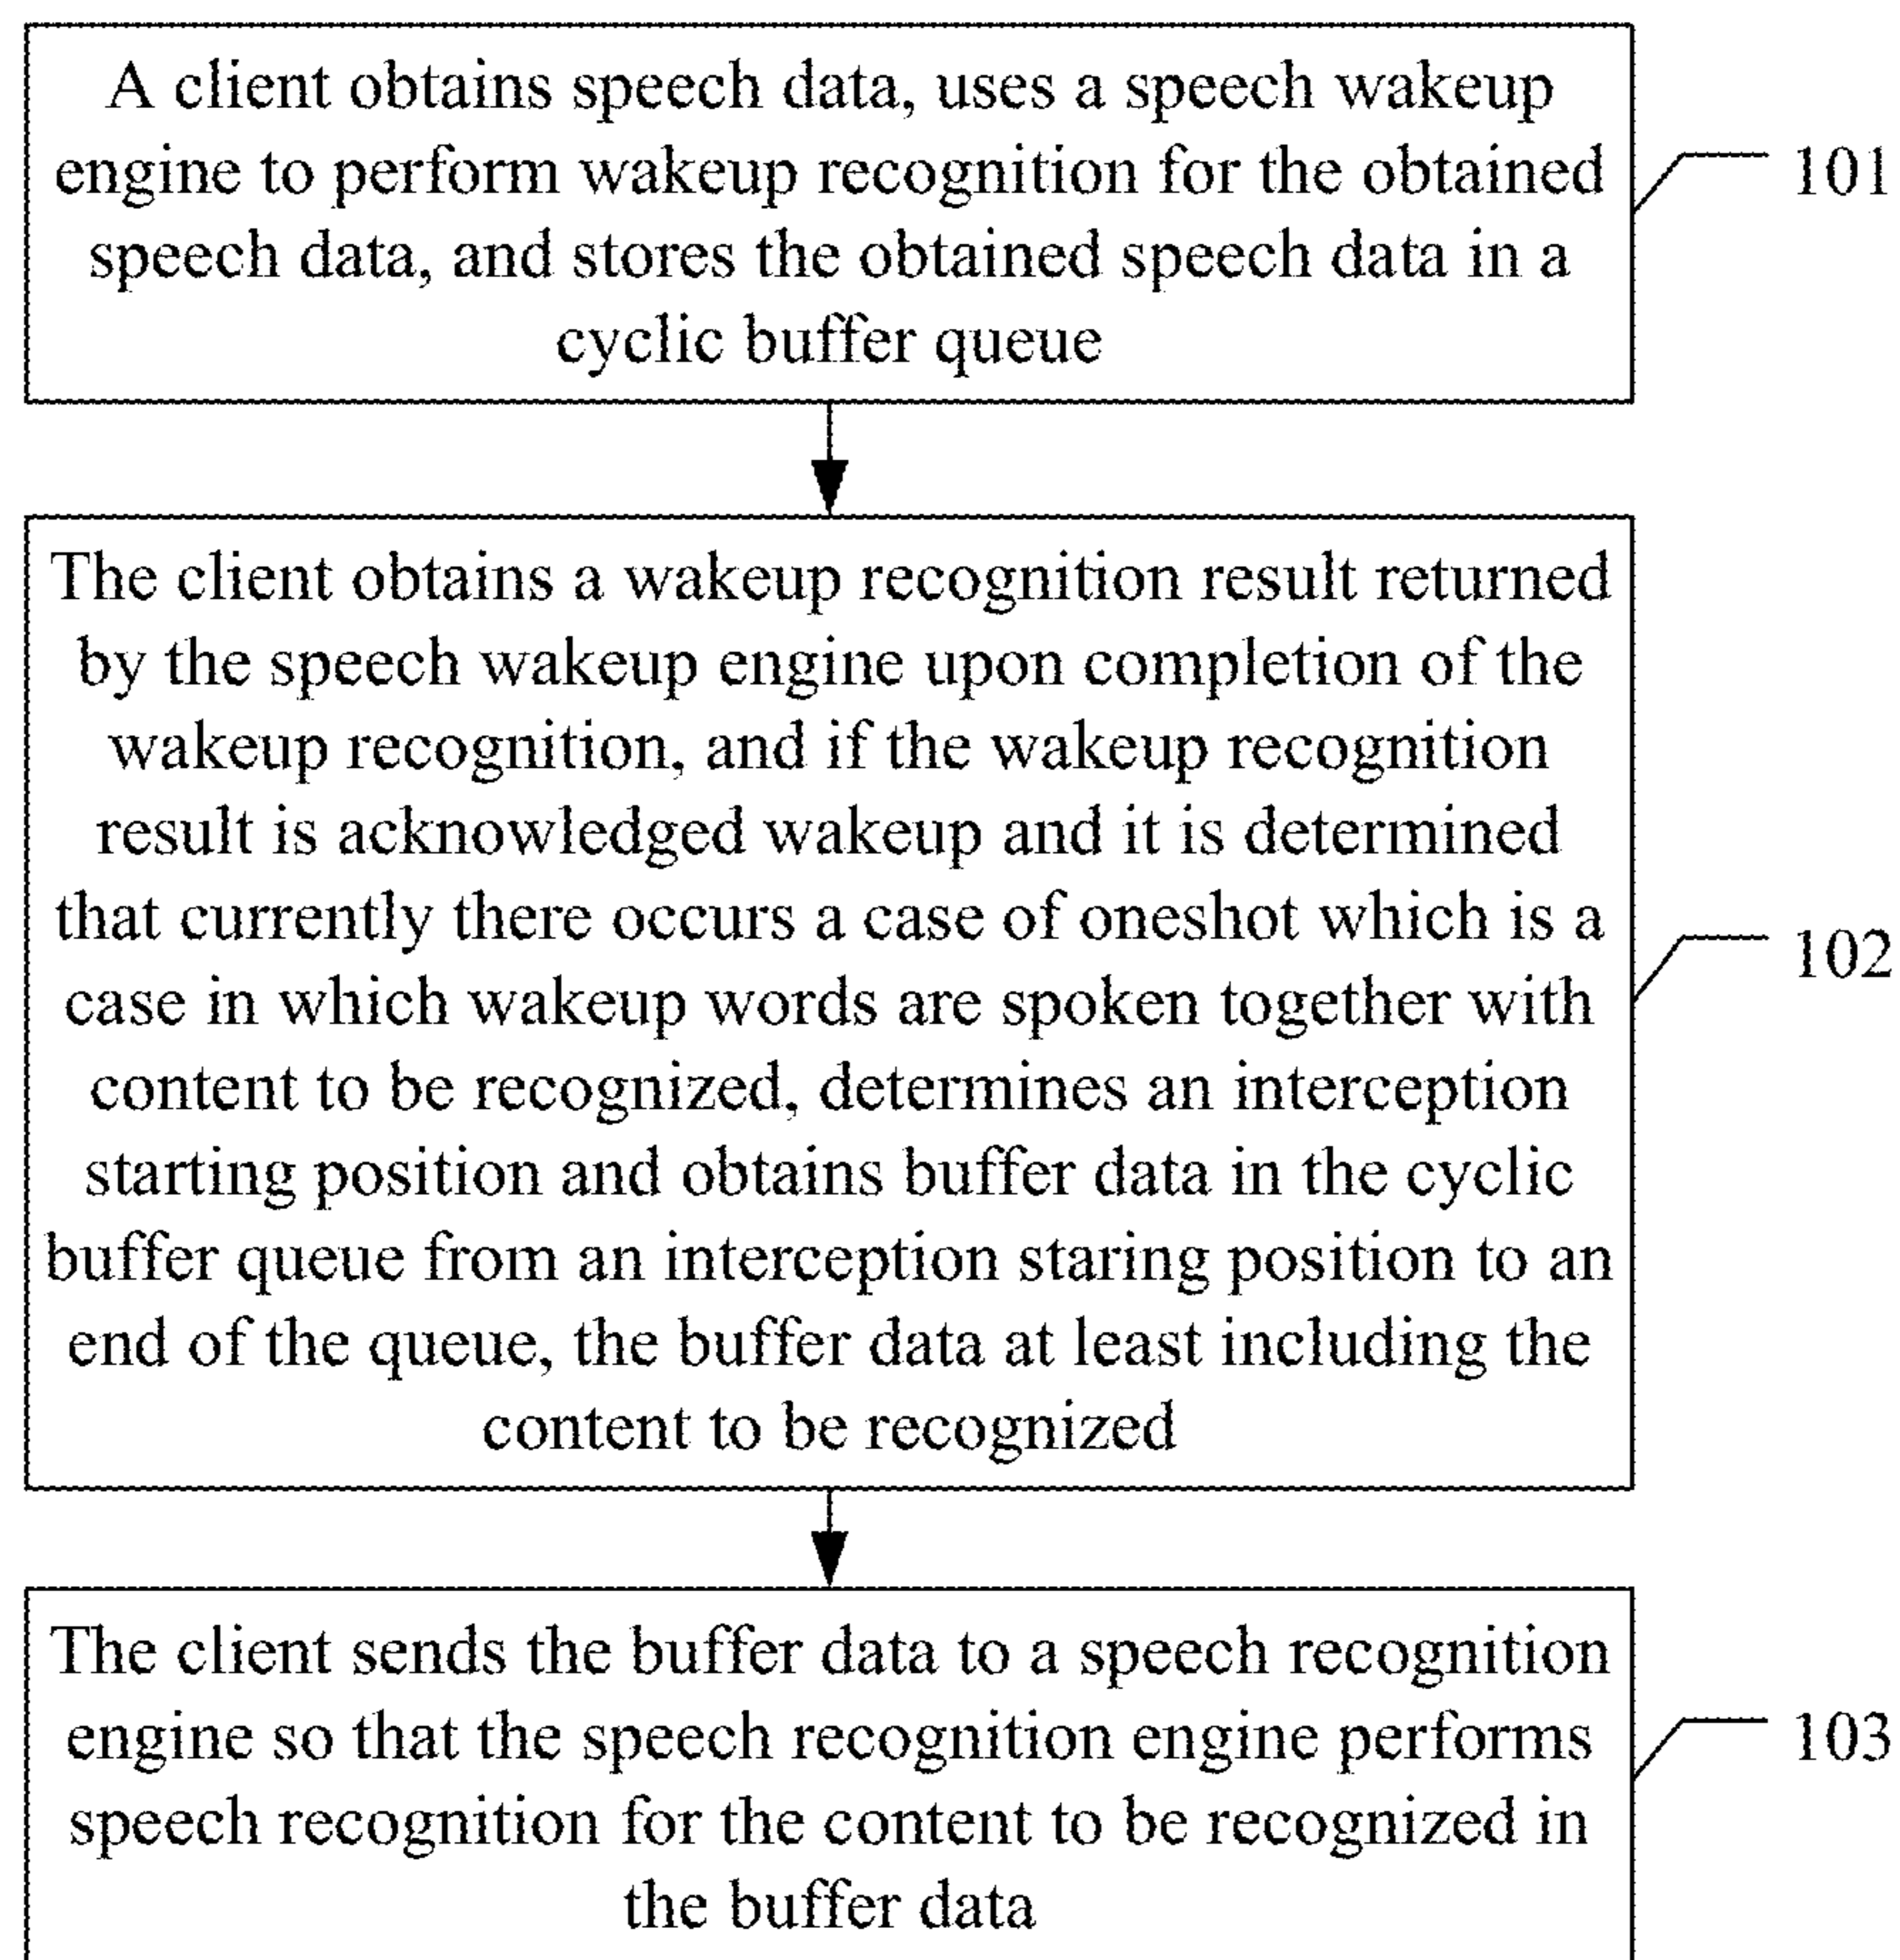 A client obtains speech data, uses a speech wakeup
engine to perform wakeup recognition for the obtained
speech data, and stores the obtained speech data in a
cyclic buffer queue
101
The client obtains a wakeup recognition result returned
by the speech wakeup engine upon completion of the
wakeup recognition, and if the wakeup recognition
result is acknowledged wakeup and it is determined
that currently there occurs a case of oneshot which is a
case in which wakeup words are spoken together with
content to be recognized, determines an interception
starting position and obtains buffer data in the cyclic
buffer queue from an interception staring position to an
end of the queue, the buffer data at least including the
content to be recognized
102
The client sends the buffer data to a speech recognition
engine so that the speech recognition engine performs
speech recognition for the content to be recognized in
the buffer data
103